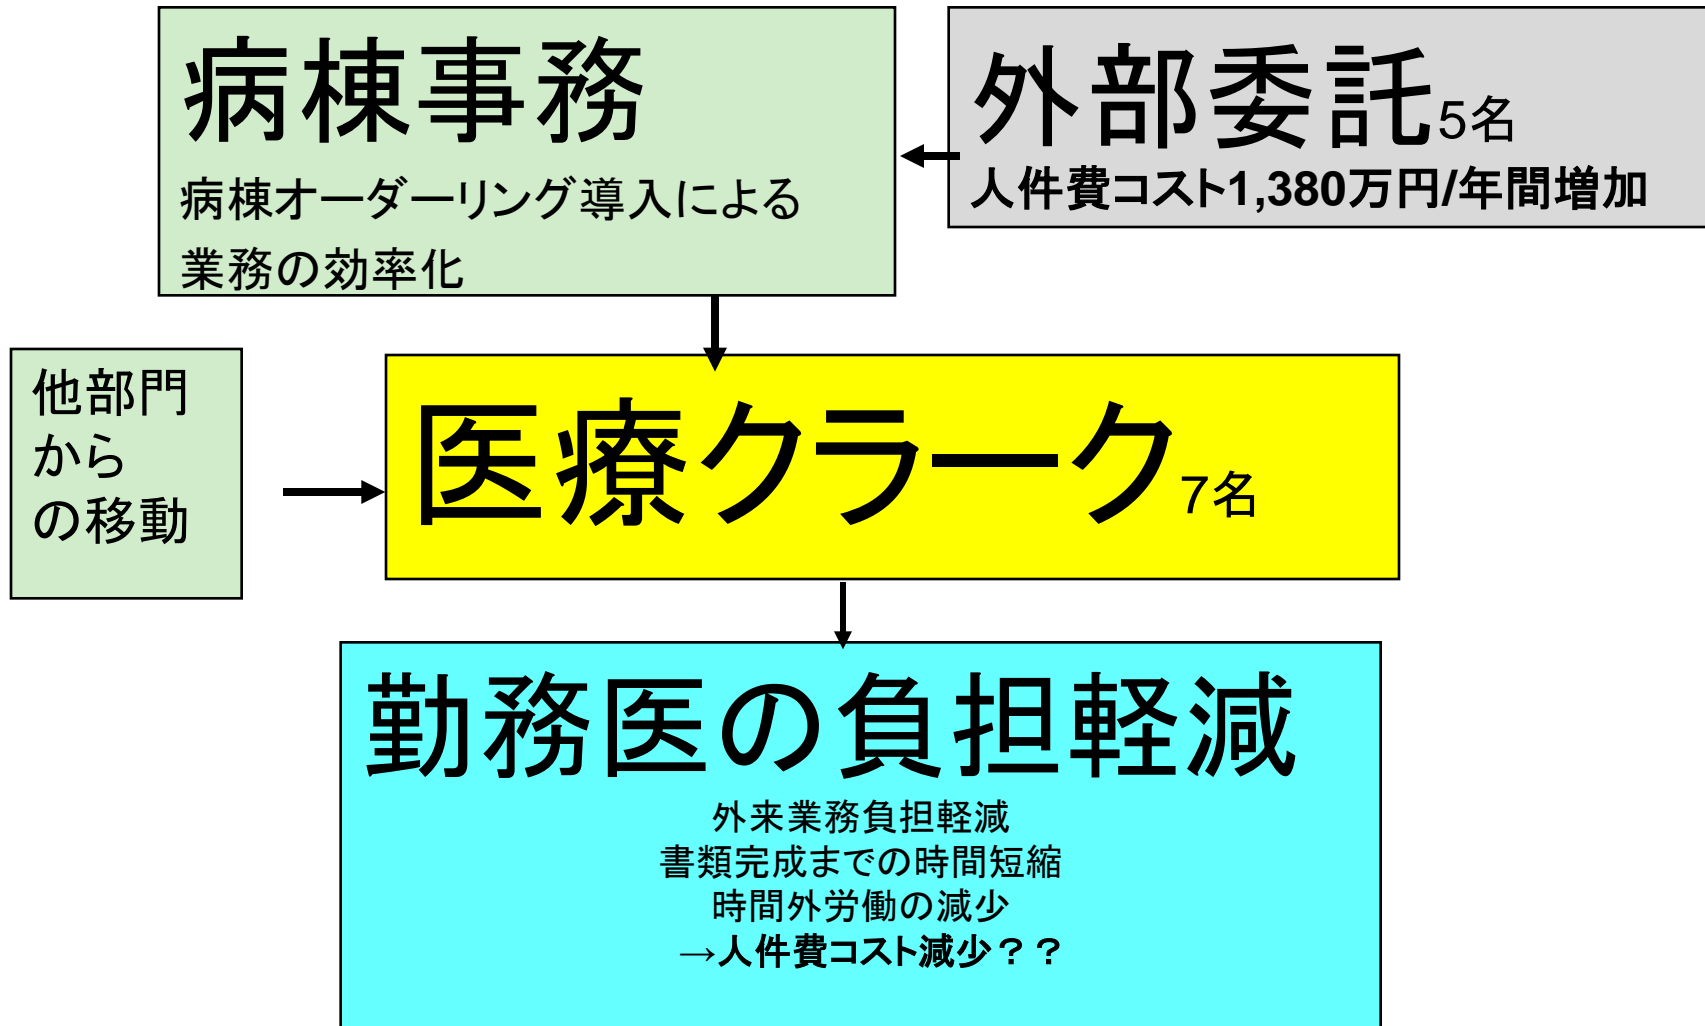 病棟事務
病棟オーダーリング導入による
業務の効率化
外部委託5名
人件費コスト1,380万円/年間増加
他部門
から
の移動
医療クラーク7名
勤務医の負担軽減
外来業務負担軽減
書類完成までの時間短縮
時間外労働の減少
→人件費コスト減少？？